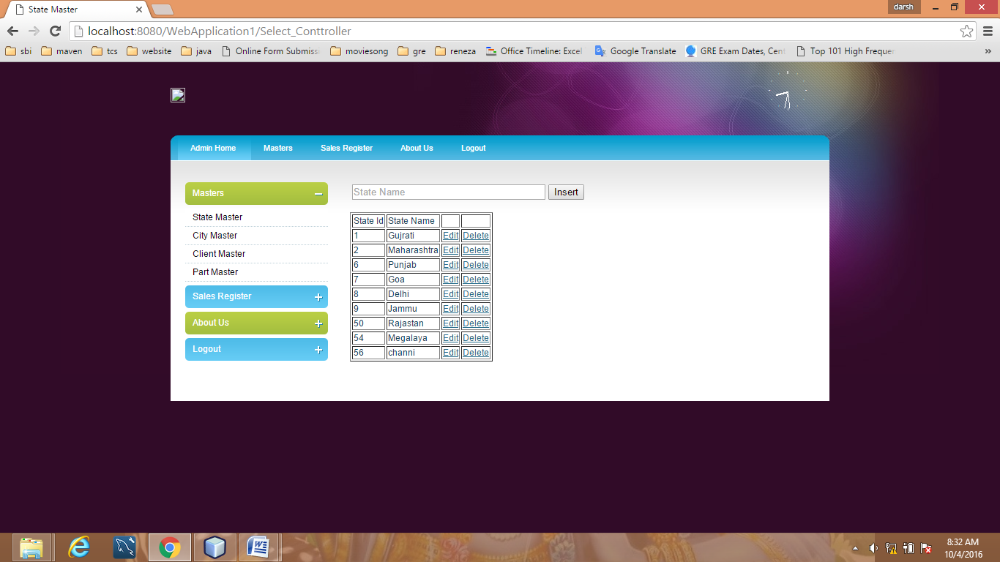 State Master
darsh
localhost:8080/WebApplication1/Select_Conttroller
sbi maven tcs website java Online Form Submissi moviesong gre reneza Office Timeline: Excel Google Translate GRE Exam Dates, Cent Top 101 High Frequer »
Admin Home Masters Sales Register About Us Logout
Masters
State Master
City Master
Client Master
Part Master
Sales Register
About Us
Logout
State Name Insert
State Id State Name
1 Gujrati Edit Delete
2 Maharashtra Edit Delete
6 Punjab Edit Delete
7 Goa Edit Delete
8 Delhi Edit Delete
9 Jammu Edit Delete
50 Rajastan Edit Delete
54 Megalaya Edit Delete
56 channi Edit Delete
8:32 AM
10/4/2016